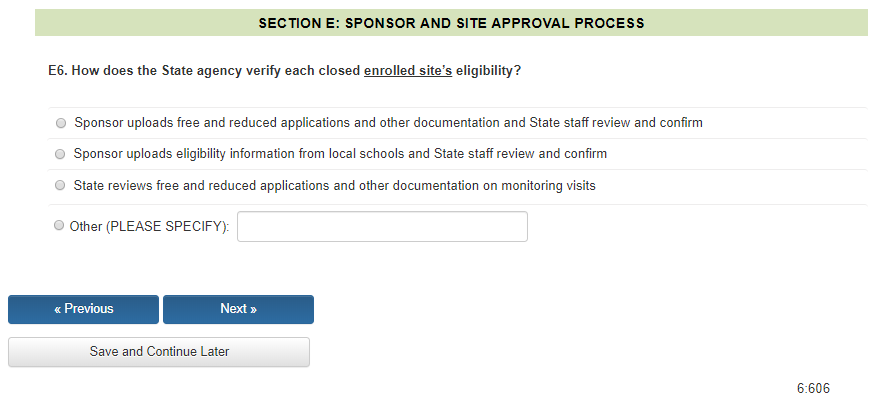 SECTION E: SPONSOR AND SITE APPROVAL PROCESS
E6. How does the State agency verify each closed enrolled site's eligibility?
Sponsor uploads free and reduced applications and other documentation and State staff review and confirm
Sponsor uploads eligibility information from local schools and State staff review and confirm
State reviews free and reduced applications and other documentation on monitoring visits
Other (PLEASE SPECIFY):
« Previous
Next »
Save and Continue Later
6:606